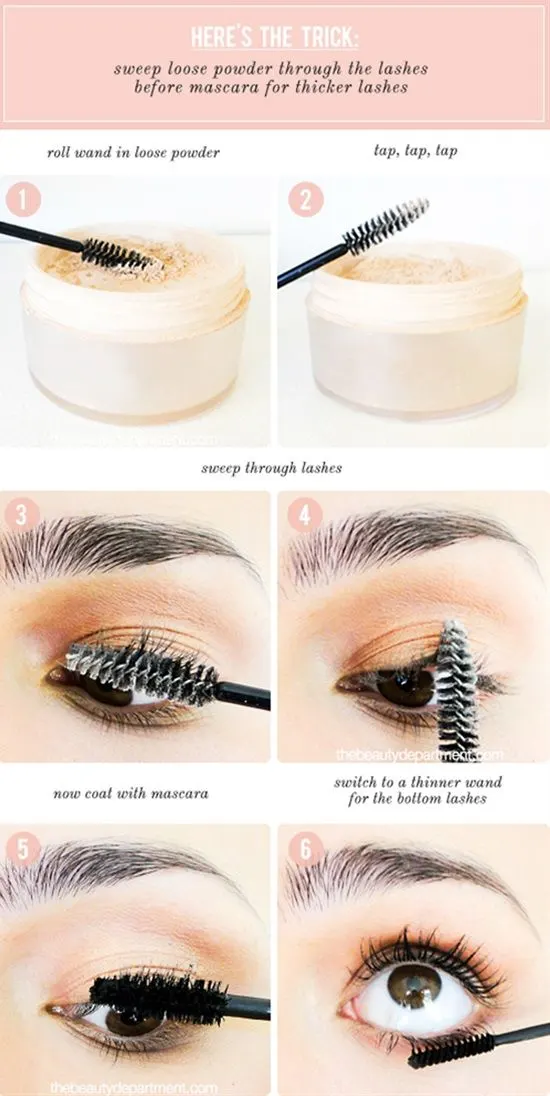 HERE'S THE TRICK:
sweep loose powder through the lashes
before mascara for thicker lashes
roll wand in loose powder
tap, tap, tap
1
2
thebeautydepartment.com
sweep through lashes
3
4
thebeautydepartment.com
now coat with mascara
switch to a thinner wand
for the bottom lashes
5
6
thebeautydepartment.com